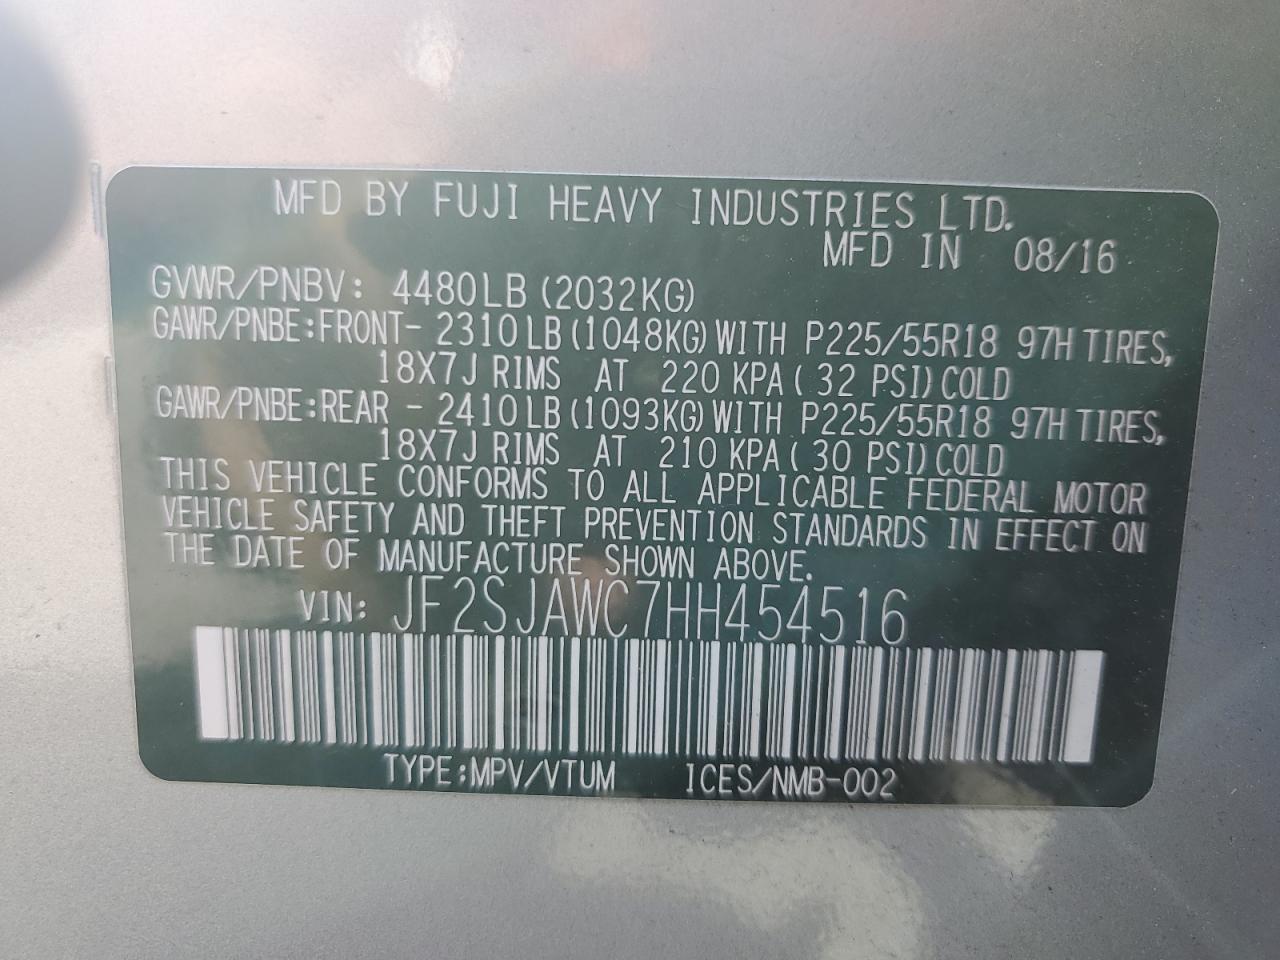 MFD BY FUJI HEAVY INDUSTRIES LTD.
MFD IN 08/16
GVWR/PNBV: 4480LB (2032KG)
GAWR/PNBE:FRONT- 2310LB (1048KG) WITH P225/55R18 97H TIRES,
18X7J RIMS AT 220 KPA ( 32 PSI) COLD
GAWR/PNBE:REAR - 2410LB (1093KG) WITH P225/55R18 97H TIRES,
18X7J RIMS AT 210 KPA ( 30 PSI) COLD
THIS VEHICLE CONFORMS TO ALL APPLICABLE FEDERAL MOTOR
VEHICLE SAFETY AND THEFT PREVENTION STANDARDS IN EFFECT ON
THE DATE OF MANUFACTURE SHOWN ABOVE.
VIN: JF2SJAWC7HH454516
TYPE:MPV/VTUM ICES/NMB-002